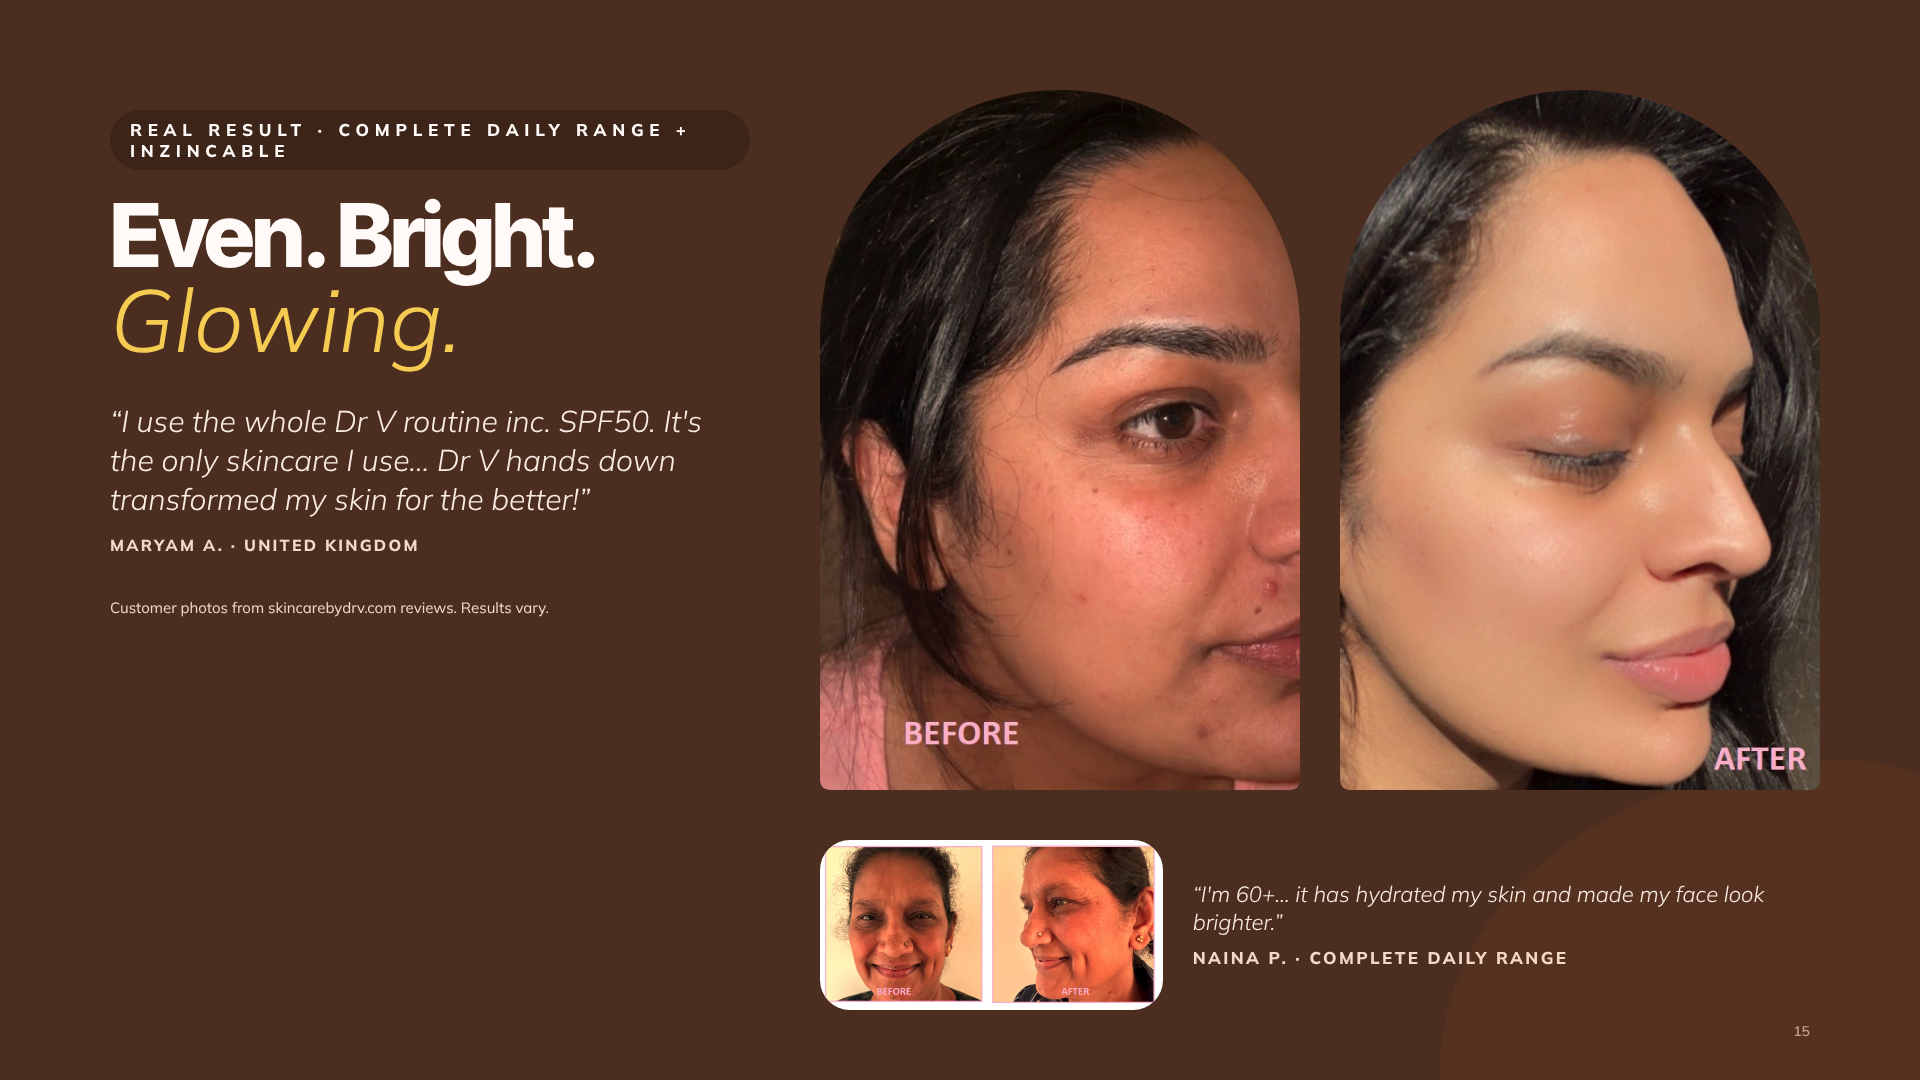 REAL RESULT · COMPLETE DAILY RANGE +
INZINCABLE
Even. Bright.
Glowing.
“I use the whole Dr V routine inc. SPF50. It's
the only skincare I use... Dr V hands down
transformed my skin for the better!”
MARYAM A. · UNITED KINGDOM
Customer photos from skincarebydrv.com reviews. Results vary.
BEFORE
AFTER
BEFORE
AFTER
“I'm 60+... it has hydrated my skin and made my face look
brighter.”
NAINA P. · COMPLETE DAILY RANGE
15